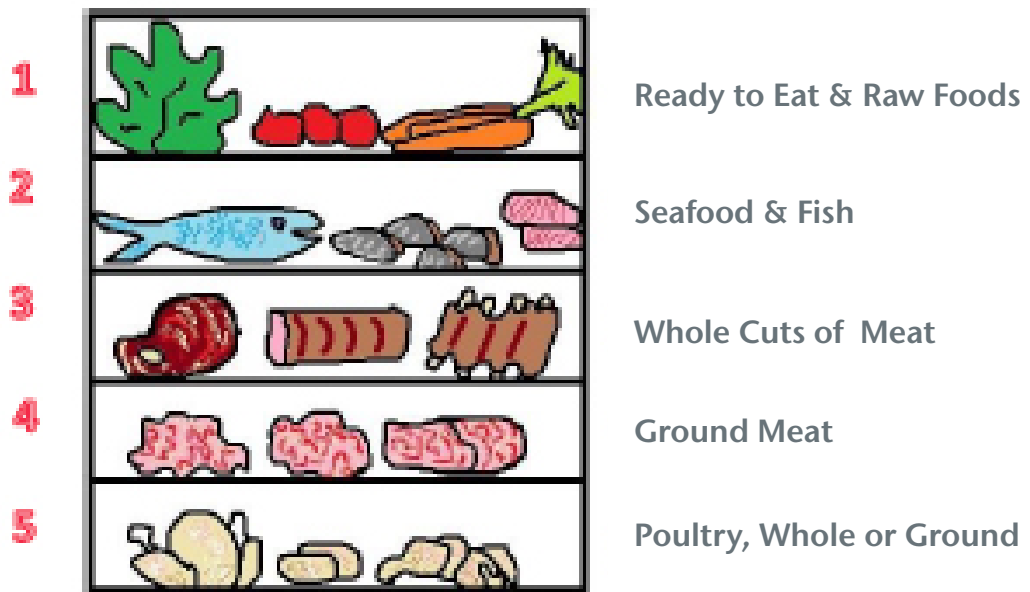 1 Ready to Eat & Raw Foods
2 Seafood & Fish
3 Whole Cuts of Meat
4 Ground Meat
5 Poultry, Whole or Ground